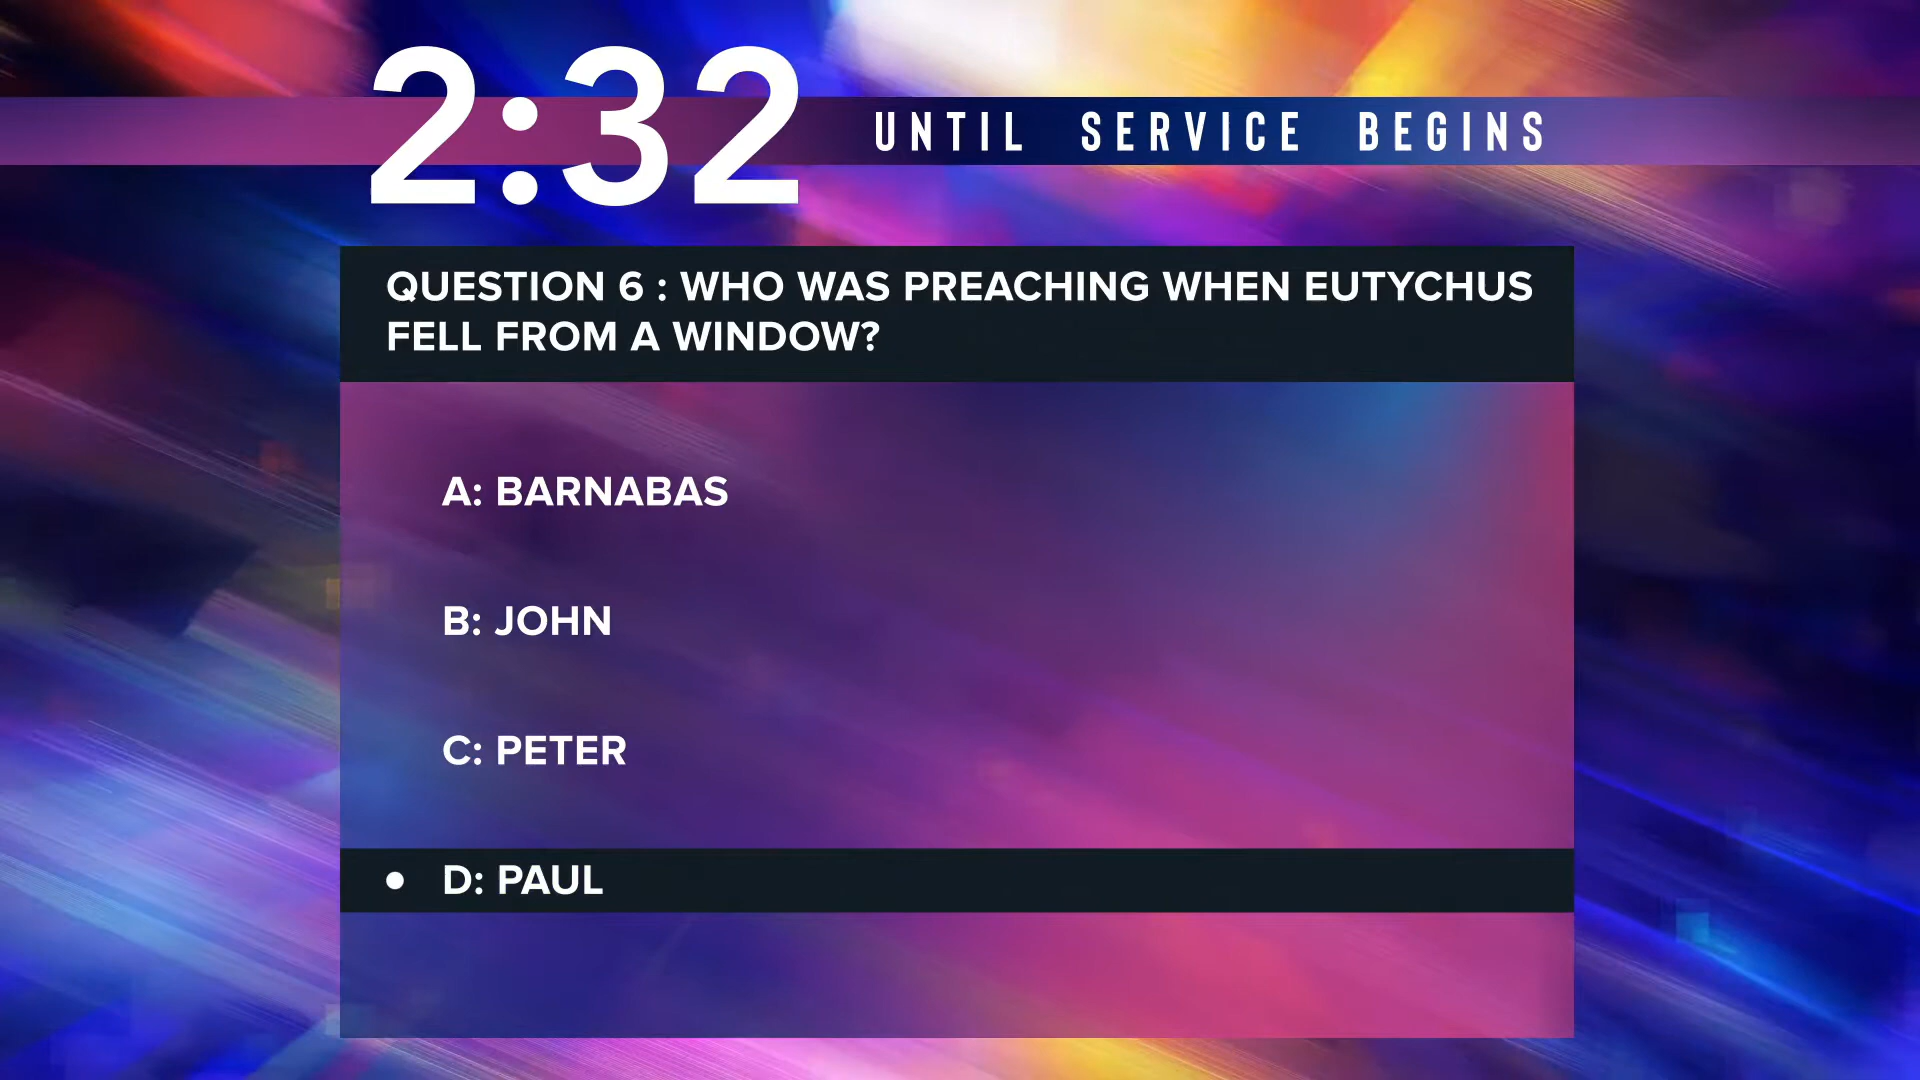 2:32 UNTIL SERVICE BEGINS
QUESTION 6 : WHO WAS PREACHING WHEN EUTYCHUS
FELL FROM A WINDOW?
A: BARNABAS
B: JOHN
C: PETER
• D: PAUL